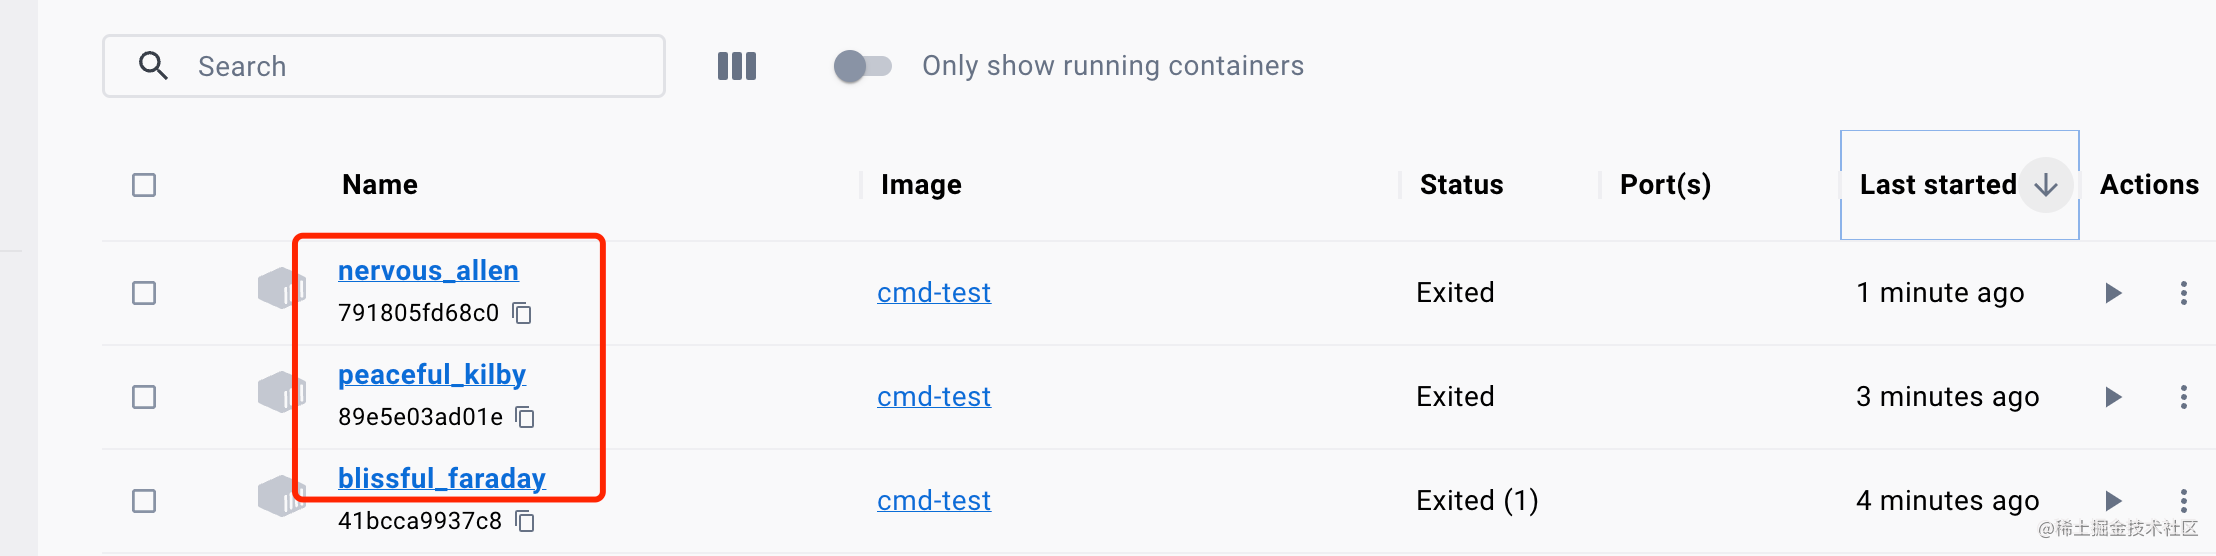 Search
Only show running containers
Name Image Status Port(s) Last started Actions
nervous_allen
791805fd68c0
cmd-test Exited 1 minute ago
peaceful_kilby
89e5e03ad01e
cmd-test Exited 3 minutes ago
blissful_faraday
41bcca9937c8
cmd-test Exited (1) 4 minutes ago
@稀土掘金技术社区